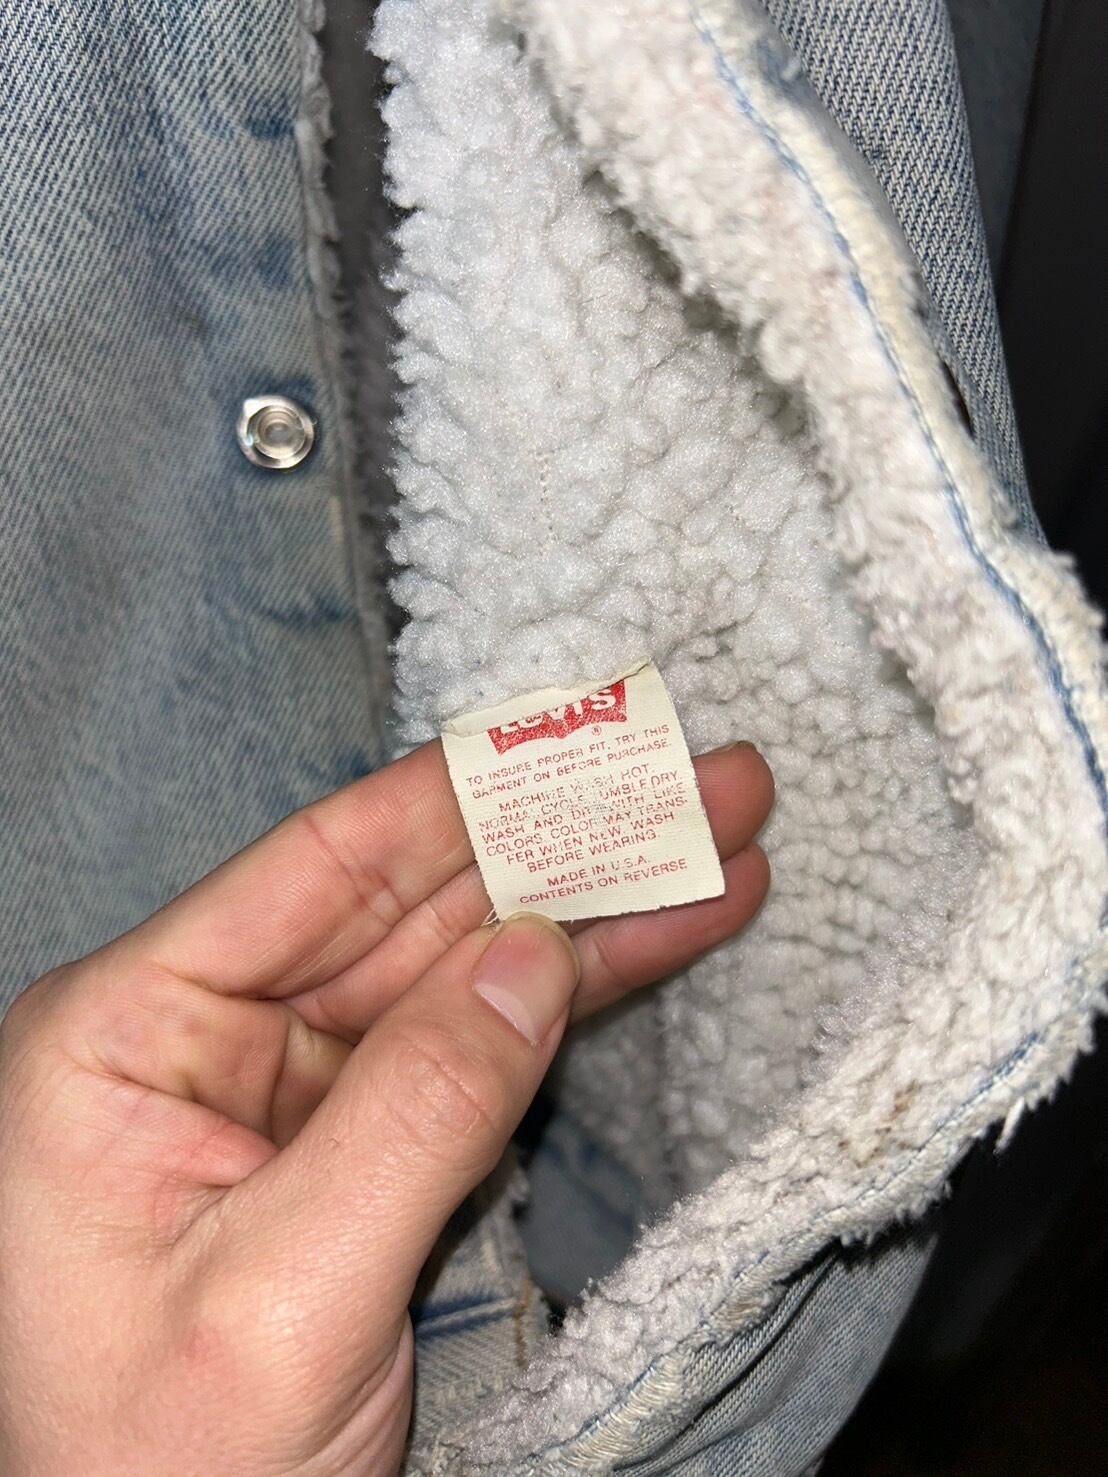 LEVI'S
®
TO INSURE PROPER FIT, TRY THIS
GARMENT ON BEFORE PURCHASE.
MACHINE WASH HOT,
NORMAL CYCLE, TUMBLE DRY.
WASH AND DRY WITH LIKE
COLORS. COLOR MAY TRANS-
FER WHEN NEW. WASH
BEFORE WEARING.
MADE IN U.S.A.
CONTENTS ON REVERSE